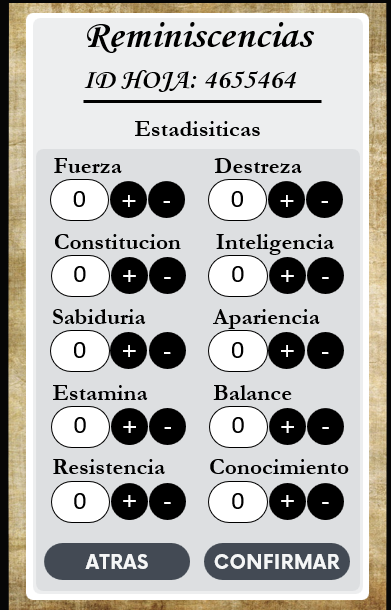 Reminiscencias
ID HOJA: 4655464
Estadisiticas
Fuerza Destreza
0 + - 0 + -
Constitucion Inteligencia
0 + - 0 + -
Sabiduria Apariencia
0 + - 0 + -
Estamina Balance
0 + - 0 + -
Resistencia Conocimiento
0 + - 0 + -
ATRAS CONFIRMAR